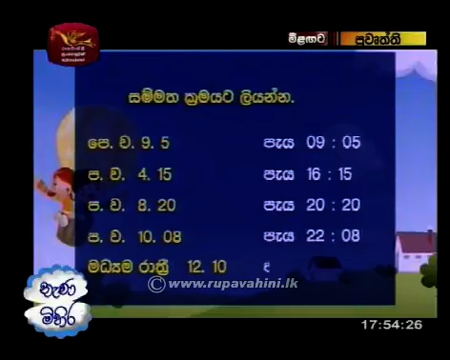 මීළඟට පුවත්ති
සම්මත ක්‍රමයට ලියන්න.
පෙ. ව. 9. 5 පැය 09 : 05
ප. ව. 4. 15 පැය 16 : 15
ප. ව. 8. 20 පැය 20 : 20
ප. ව. 10. 08 පැය 22 : 08
මධ්‍යම රාත්‍රී 12. 10
© www.rupavahini.lk
නැණ
මිහිර
17:54:26